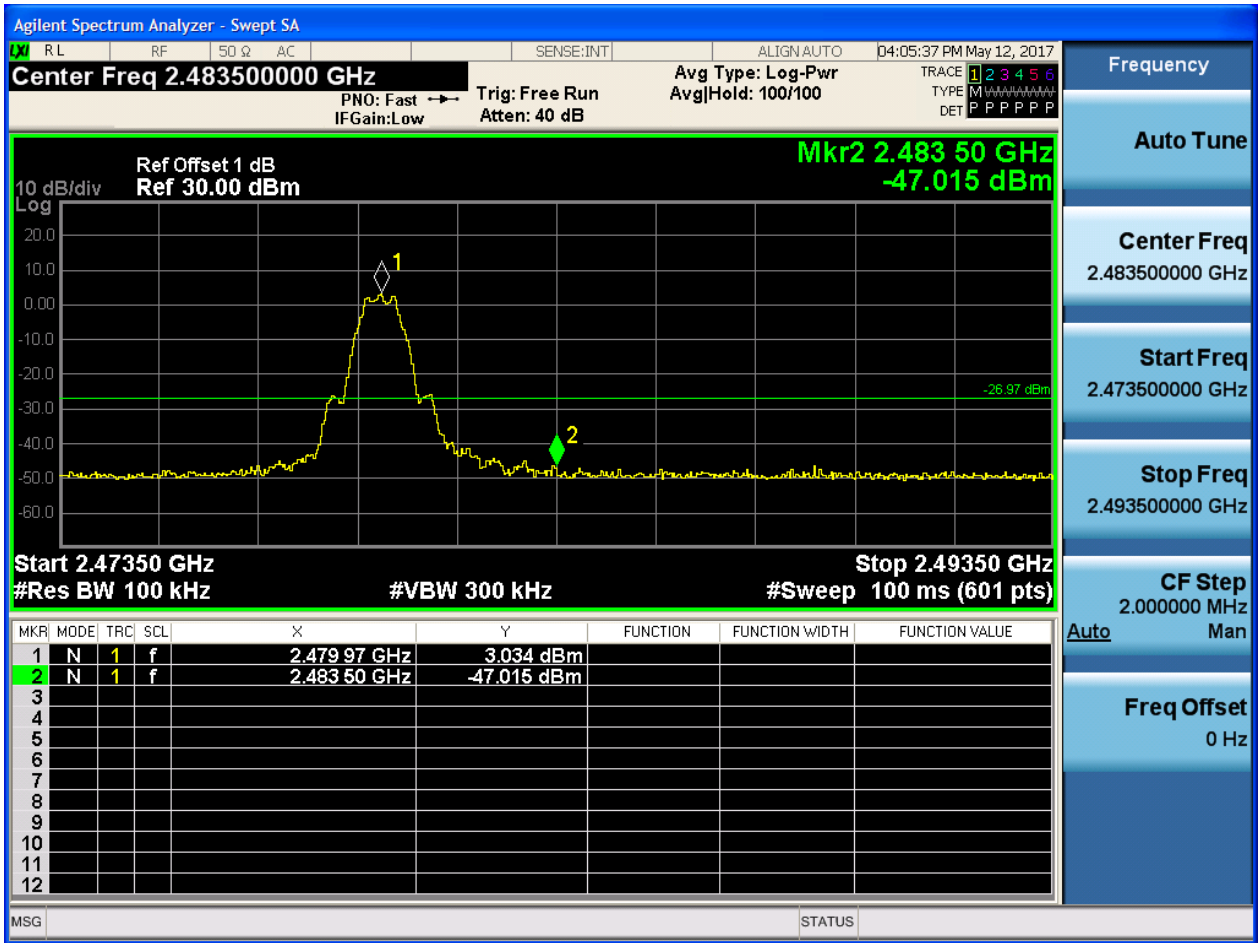 Agilent Spectrum Analyzer - Swept SA
LXI RL RF 50 Ω AC SENSE:INT ALIGN AUTO 04:05:37 PM May 12, 2017
Center Freq 2.483500000 GHz
PNO: Fast
IFGain:Low
Trig: Free Run
Atten: 40 dB
Avg Type: Log-Pwr
Avg|Hold: 100/100
TRACE 1 2 3 4 5 6
TYPE M
DET P P P P P P
Mkr2 2.483 50 GHz
-47.015 dBm
Ref Offset 1 dB
10 dB/div Ref 30.00 dBm
Log
20.0
10.0
0.00
-10.0
-20.0
-30.0
-40.0
-50.0
-60.0
1
-26.97 dBm
2
Start 2.47350 GHz Stop 2.49350 GHz
#Res BW 100 kHz #VBW 300 kHz #Sweep 100 ms (601 pts)
MKR MODE TRC SCL X Y FUNCTION FUNCTION WIDTH FUNCTION VALUE
1 N 1 f 2.479 97 GHz 3.034 dBm
2 N 1 f 2.483 50 GHz -47.015 dBm
3
4
5
6
7
8
9
10
11
12
MSG STATUS
Frequency
Auto Tune
Center Freq
2.483500000 GHz
Start Freq
2.473500000 GHz
Stop Freq
2.493500000 GHz
CF Step
2.000000 MHz
Auto Man
Freq Offset
0 Hz